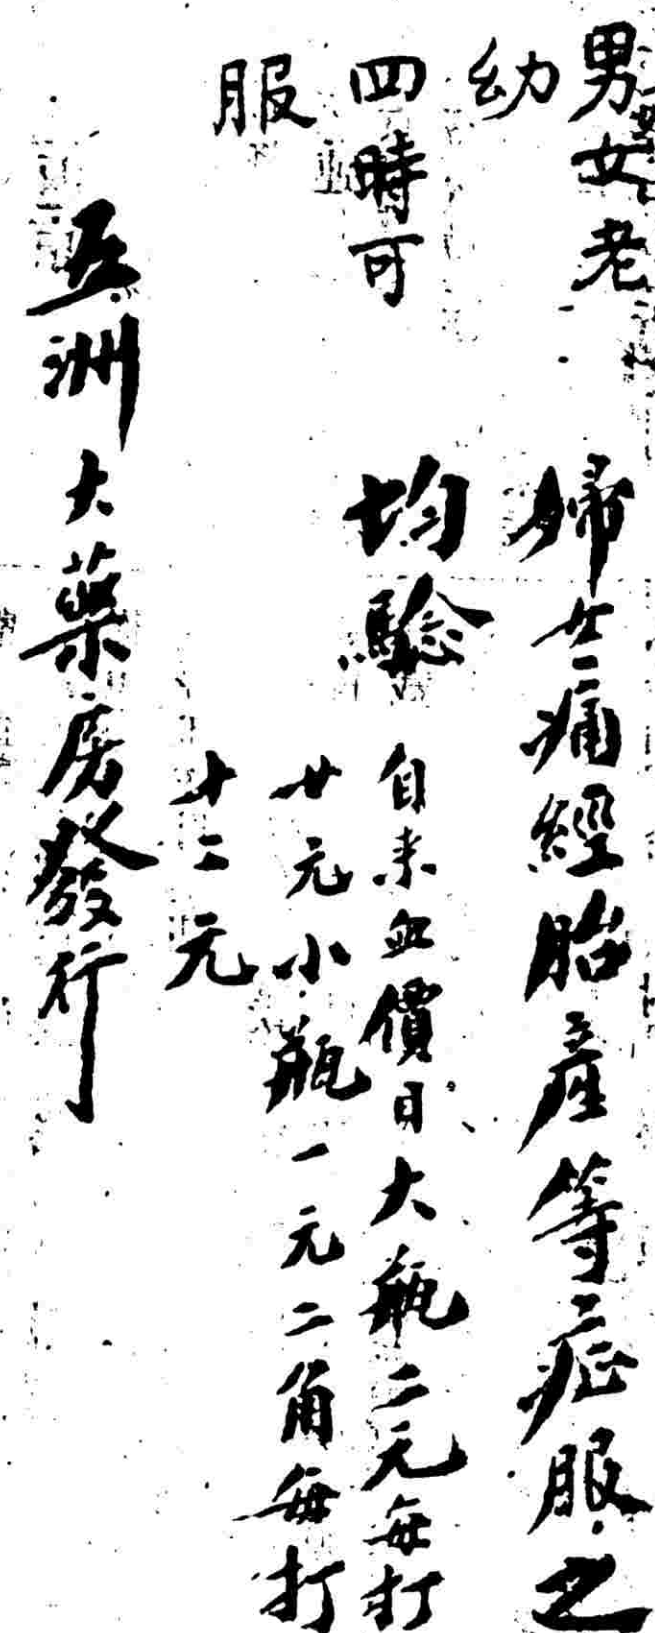 男女老
幼
四時可
服
婦女痛經胎產等症服之
均驗
自來血價目大瓶二元每打
廿元小瓶一元二角每打
十二元
亞洲大藥房發行